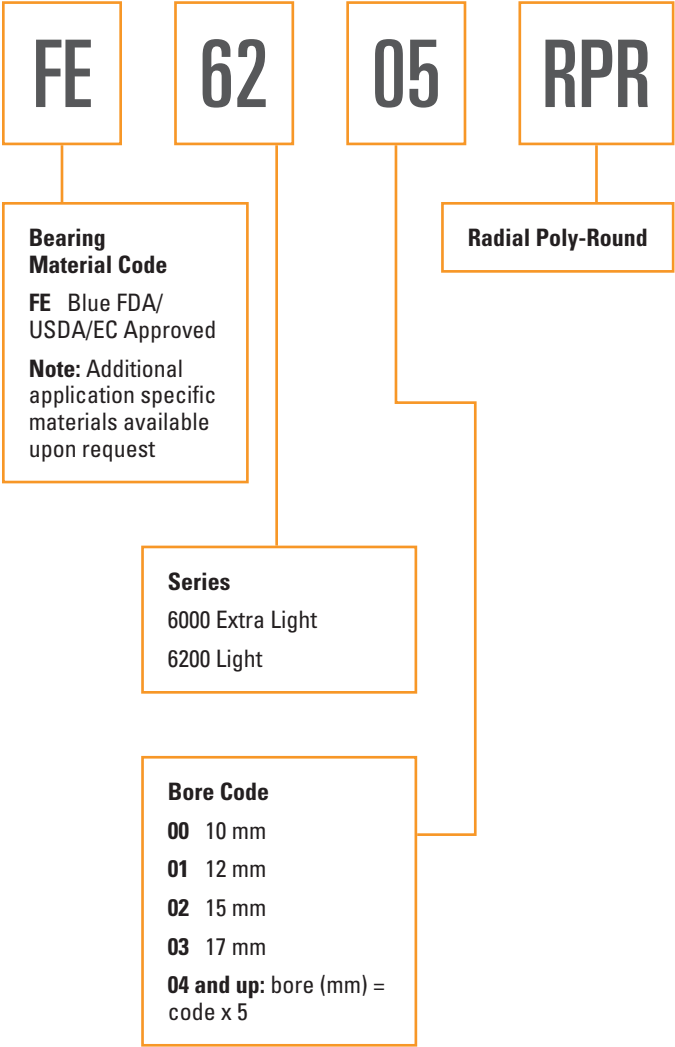 FE 62 05 RPR
Bearing
Material Code
FE Blue FDA/
USDA/EC Approved
Note: Additional
application specific
materials available
upon request
Radial Poly-Round
Series
6000 Extra Light
6200 Light
Bore Code
00 10 mm
01 12 mm
02 15 mm
03 17 mm
04 and up: bore (mm) =
code x 5